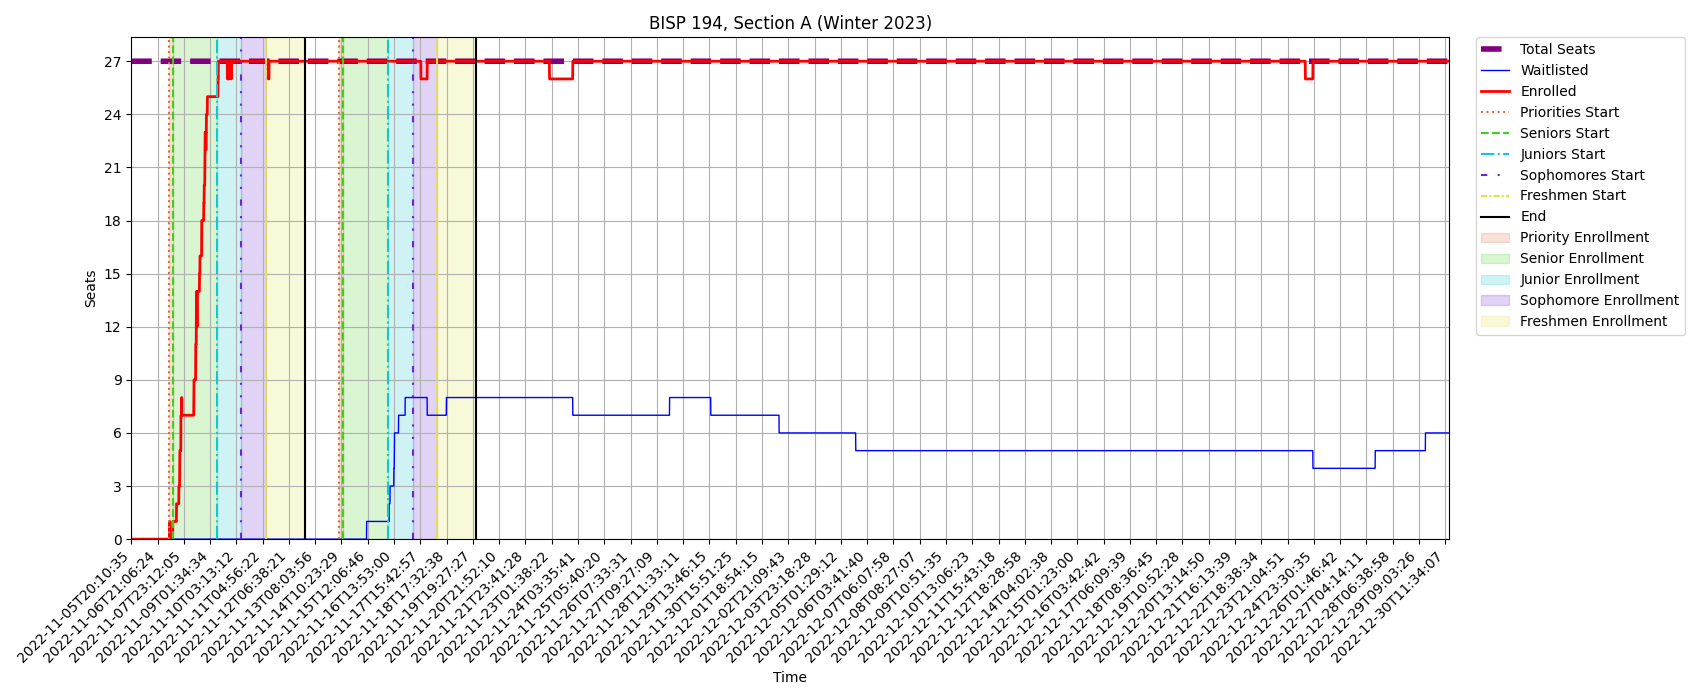 BISP 194, Section A (Winter 2023)
Seats
27
24
21
18
15
12
9
6
3
0
2022-11-05T20:10:35
2022-11-06T21:06:24
2022-11-07T23:12:05
2022-11-09T01:34:34
2022-11-10T03:13:12
2022-11-11T04:56:22
2022-11-12T06:38:21
2022-11-13T08:03:56
2022-11-14T10:23:29
2022-11-15T12:06:46
2022-11-16T13:53:00
2022-11-17T15:42:57
2022-11-18T17:32:38
2022-11-19T19:27:27
2022-11-20T21:52:10
2022-11-21T23:41:28
2022-11-23T01:38:22
2022-11-24T03:35:41
2022-11-25T05:40:20
2022-11-26T07:33:31
2022-11-27T09:27:09
2022-11-28T11:33:11
2022-11-29T13:46:15
2022-11-30T15:51:25
2022-12-01T18:54:15
2022-12-02T21:09:43
2022-12-03T23:18:28
2022-12-05T01:29:12
2022-12-06T03:41:40
2022-12-07T06:07:58
2022-12-08T08:27:07
2022-12-09T10:51:35
2022-12-10T13:06:23
2022-12-11T15:43:18
2022-12-12T18:28:58
2022-12-14T04:02:38
2022-12-15T01:23:00
2022-12-16T03:42:42
2022-12-17T06:09:39
2022-12-18T08:36:45
2022-12-19T10:52:28
2022-12-20T13:14:50
2022-12-21T16:13:39
2022-12-22T18:38:34
2022-12-23T21:04:51
2022-12-24T23:30:35
2022-12-26T01:46:42
2022-12-27T04:14:11
2022-12-28T06:38:58
2022-12-29T09:03:26
2022-12-30T11:34:07
Time
Total Seats
Waitlisted
Enrolled
Priorities Start
Seniors Start
Juniors Start
Sophomores Start
Freshmen Start
End
Priority Enrollment
Senior Enrollment
Junior Enrollment
Sophomore Enrollment
Freshmen Enrollment